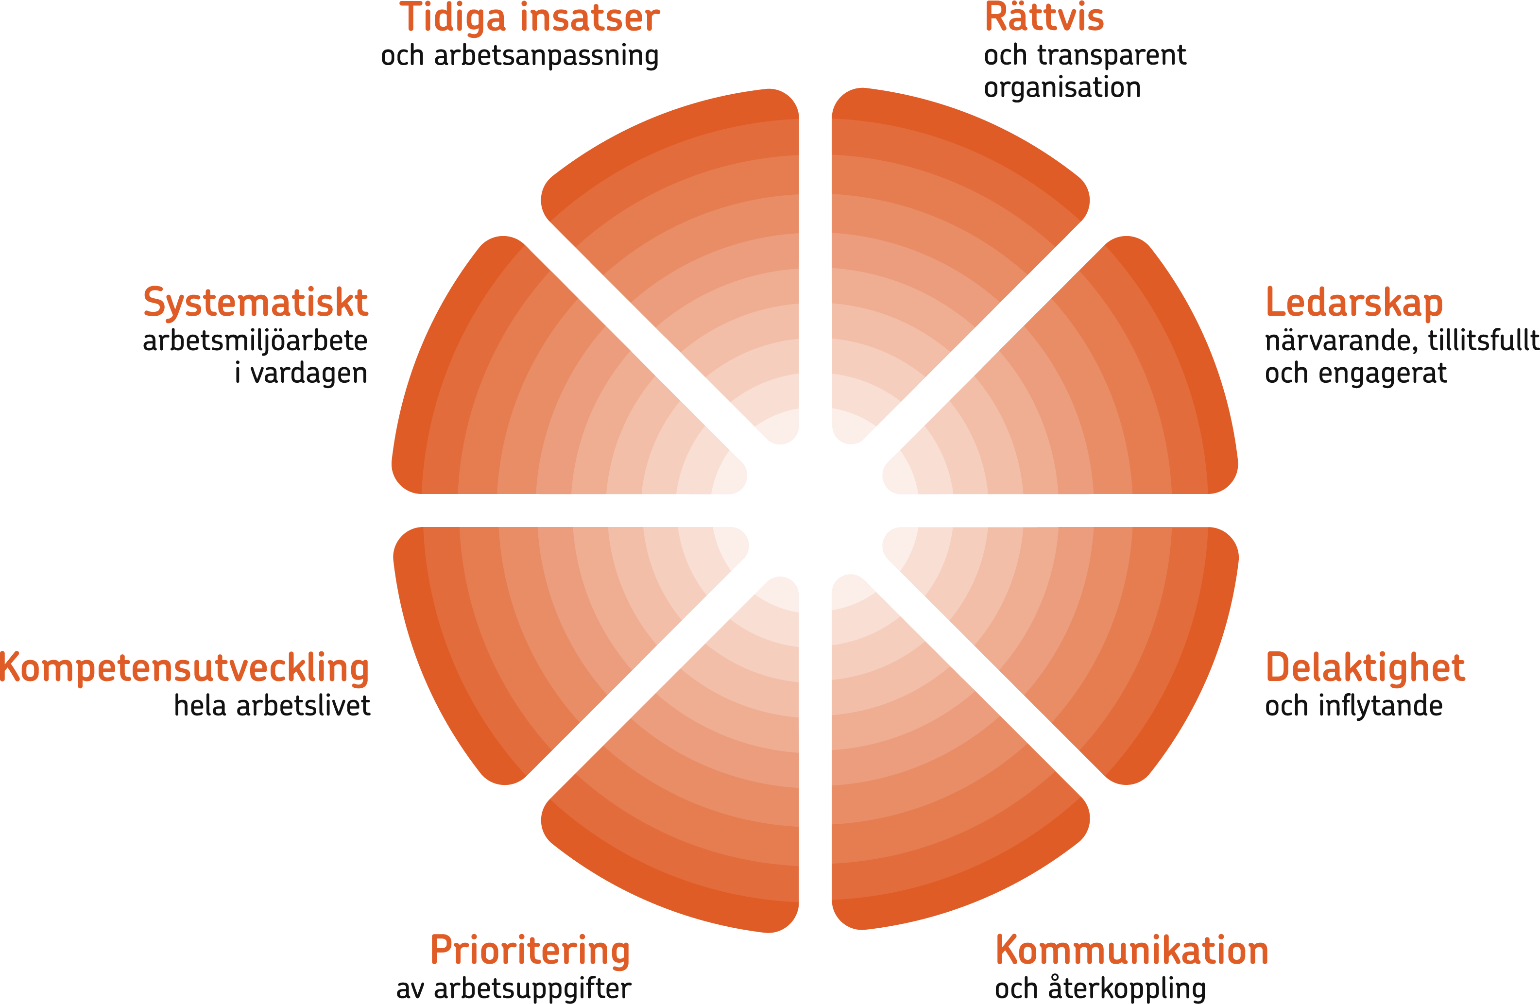 Tidiga insatser
och arbetsanpassning
Rättvis
och transparent
organisation
Systematiskt
arbetsmiljöarbete
i vardagen
Ledarskap
närvarande, tillitsfullt
och engagerat
Kompetensutveckling
hela arbetslivet
Delaktighet
och inflytande
Prioritering
av arbetsuppgifter
Kommunikation
och återkoppling